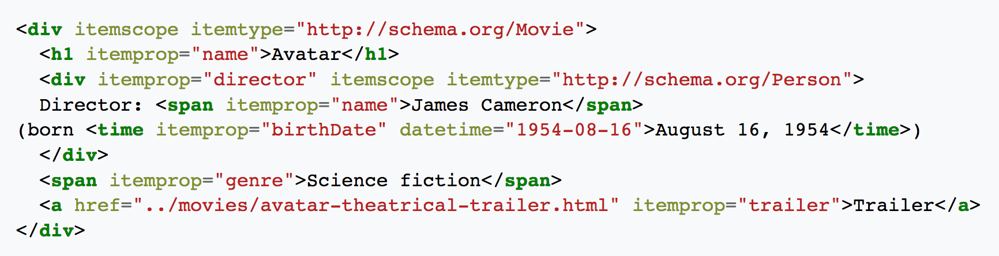 <div itemscope itemtype="http://schema.org/Movie">
  <h1 itemprop="name">Avatar</h1>
  <div itemprop="director" itemscope itemtype="http://schema.org/Person">
  Director: <span itemprop="name">James Cameron</span>
(born <time itemprop="birthDate" datetime="1954-08-16">August 16, 1954</time>)
  </div>
  <span itemprop="genre">Science fiction</span>
  <a href="../movies/avatar-theatrical-trailer.html" itemprop="trailer">Trailer</a>
</div>